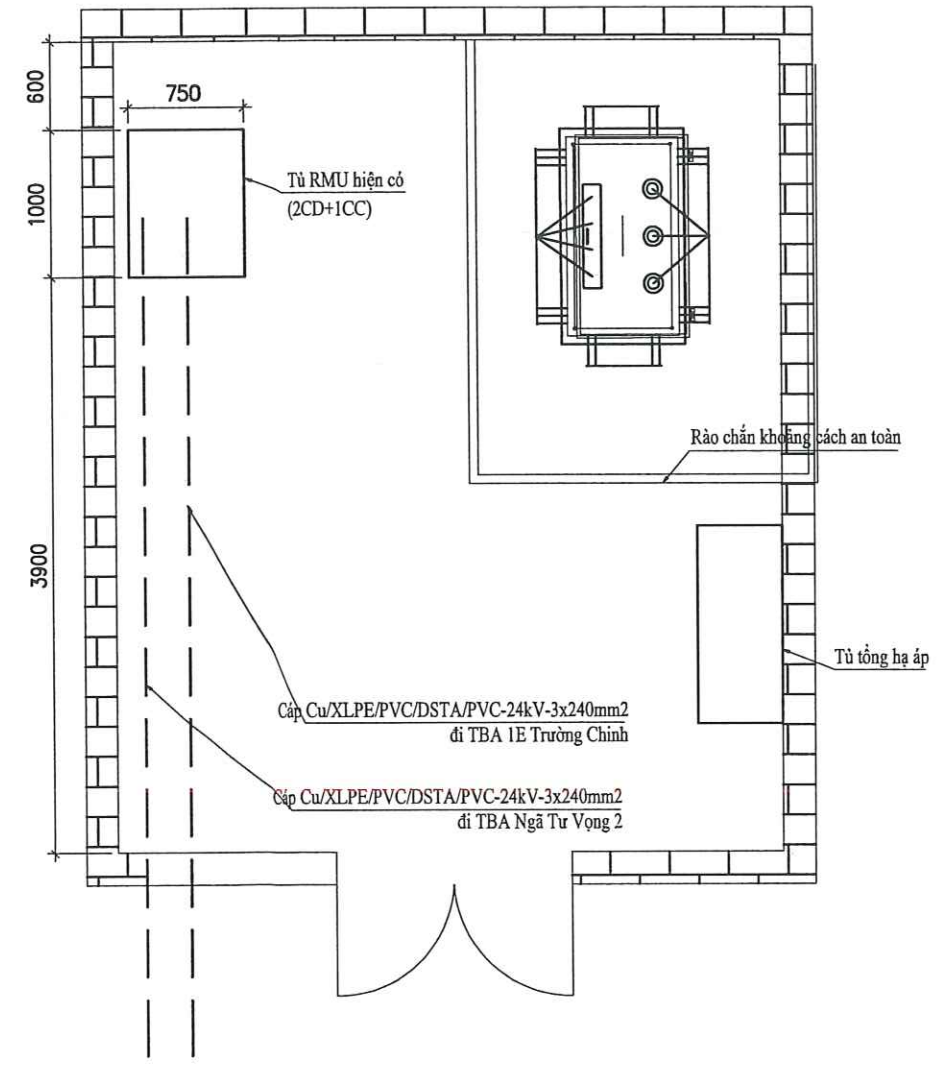 600
750
1000
Tủ RMU hiện có
(2CD+1CC)
Rào chắn khoảng cách an toàn
3900
Tủ tổng hạ áp
Cáp Cu/XLPE/PVC/DSTA/PVC-24kV-3x240mm2
đi TBA 1E Trường Chinh
Cáp Cu/XLPE/PVC/DSTA/PVC-24kV-3x240mm2
đi TBA Ngã Tư Vọng 2